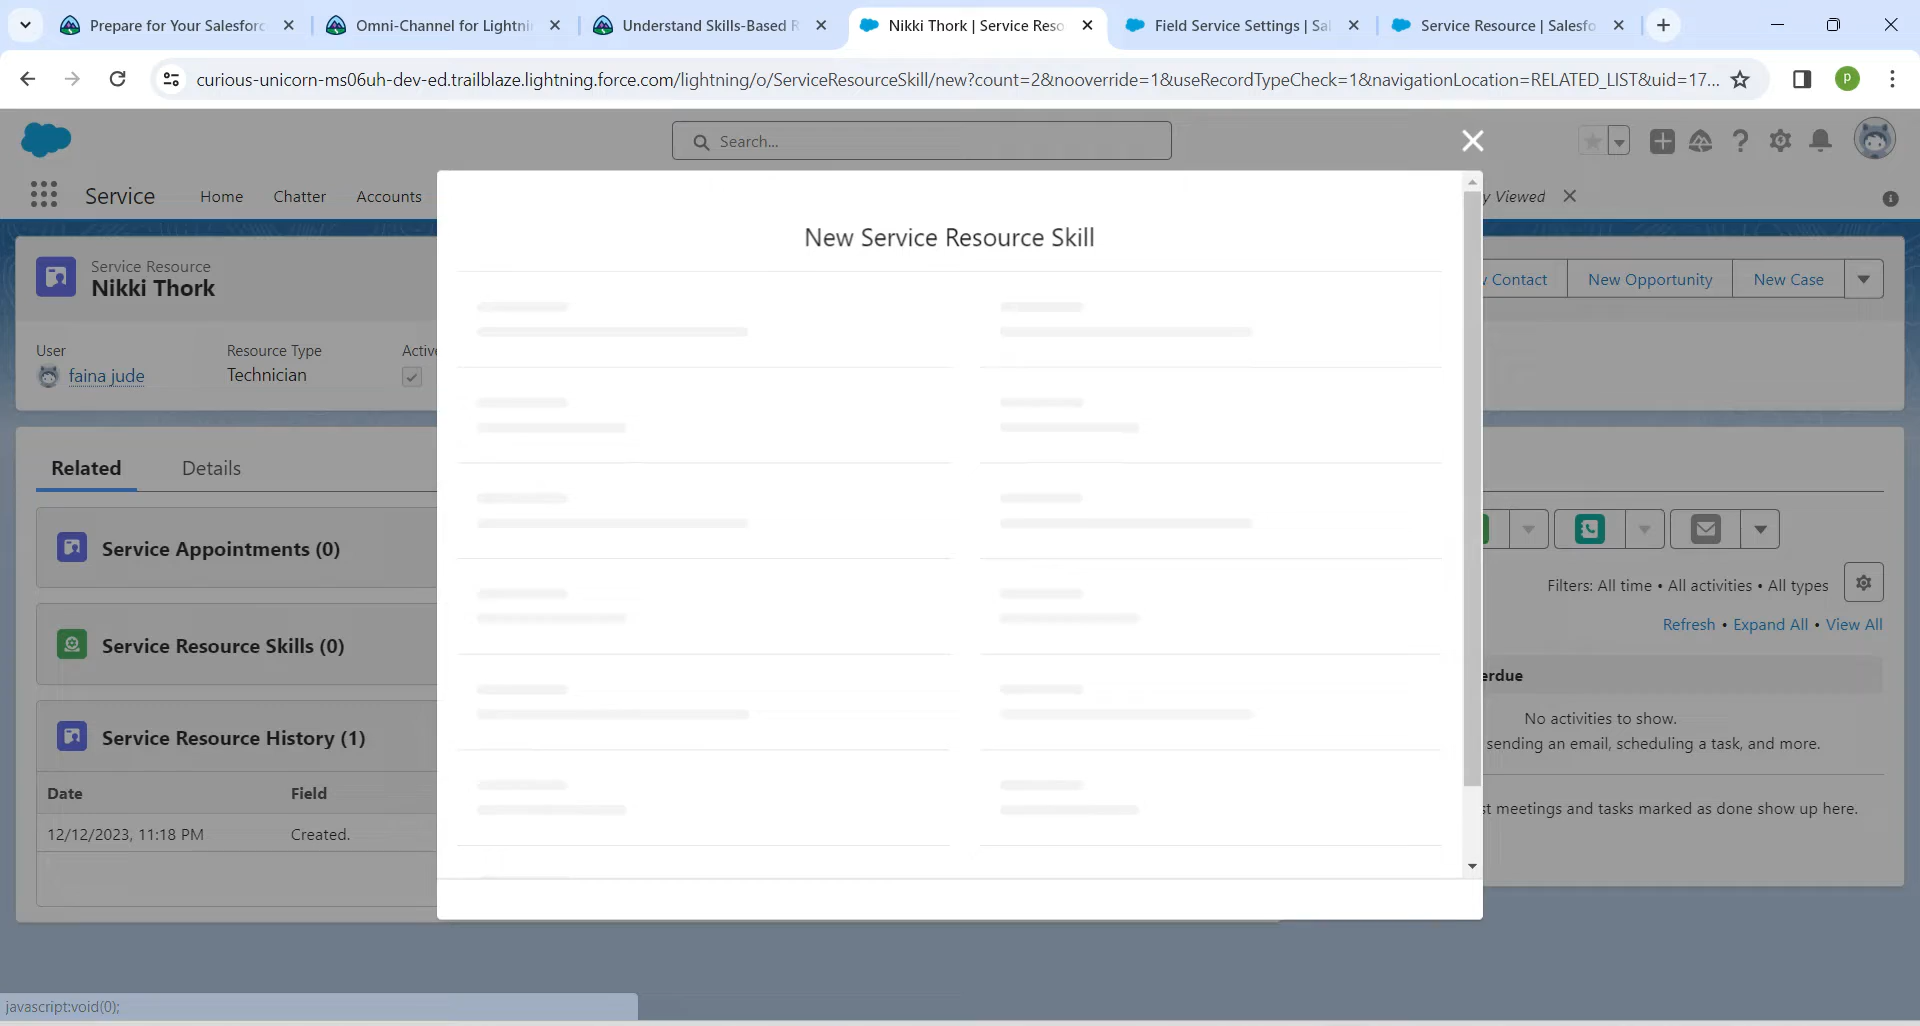 Prepare for Your Salesforc
Omni-Channel for Lightni
Understand Skills-Based R
Nikki Thork | Service Reso
Field Service Settings | Sal
Service Resource | Salesfo
curious-unicorn-ms06uh-dev-ed.trailblaze.lightning.force.com/lightning/o/ServiceResourceSkill/new?count=2&nooverride=1&useRecordTypeCheck=1&navigationLocation=RELATED_LIST&uid=17...
P
Search...
Service
Home
Chatter
Accounts
y Viewed
New Service Resource Skill
Service Resource
Nikki Thork
Contact
New Opportunity
New Case
User
Resource Type
Active
faina jude
Technician
Related
Details
Service Appointments (0)
Filters: All time • All activities • All types
Refresh • Expand All • View All
Service Resource Skills (0)
erdue
No activities to show.
sending an email, scheduling a task, and more.
Service Resource History (1)
Date
Field
st meetings and tasks marked as done show up here.
12/12/2023, 11:18 PM
Created.
javascript:void(0);